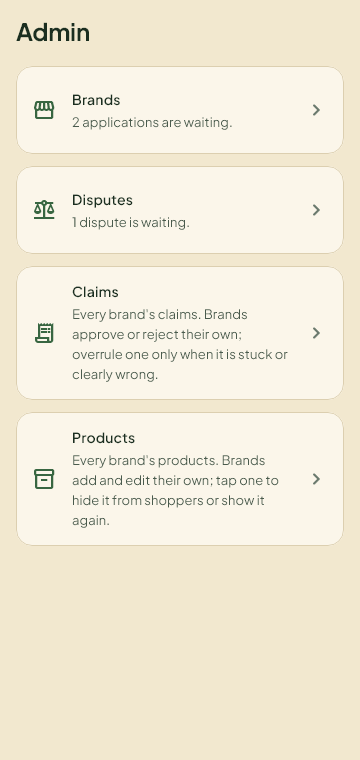 Admin
Brands
2 applications are waiting.
Disputes
1 dispute is waiting.
Claims
Every brand's claims. Brands
approve or reject their own;
overrule one only when it is stuck or
clearly wrong.
Products
Every brand's products. Brands
add and edit their own; tap one to
hide it from shoppers or show it
again.